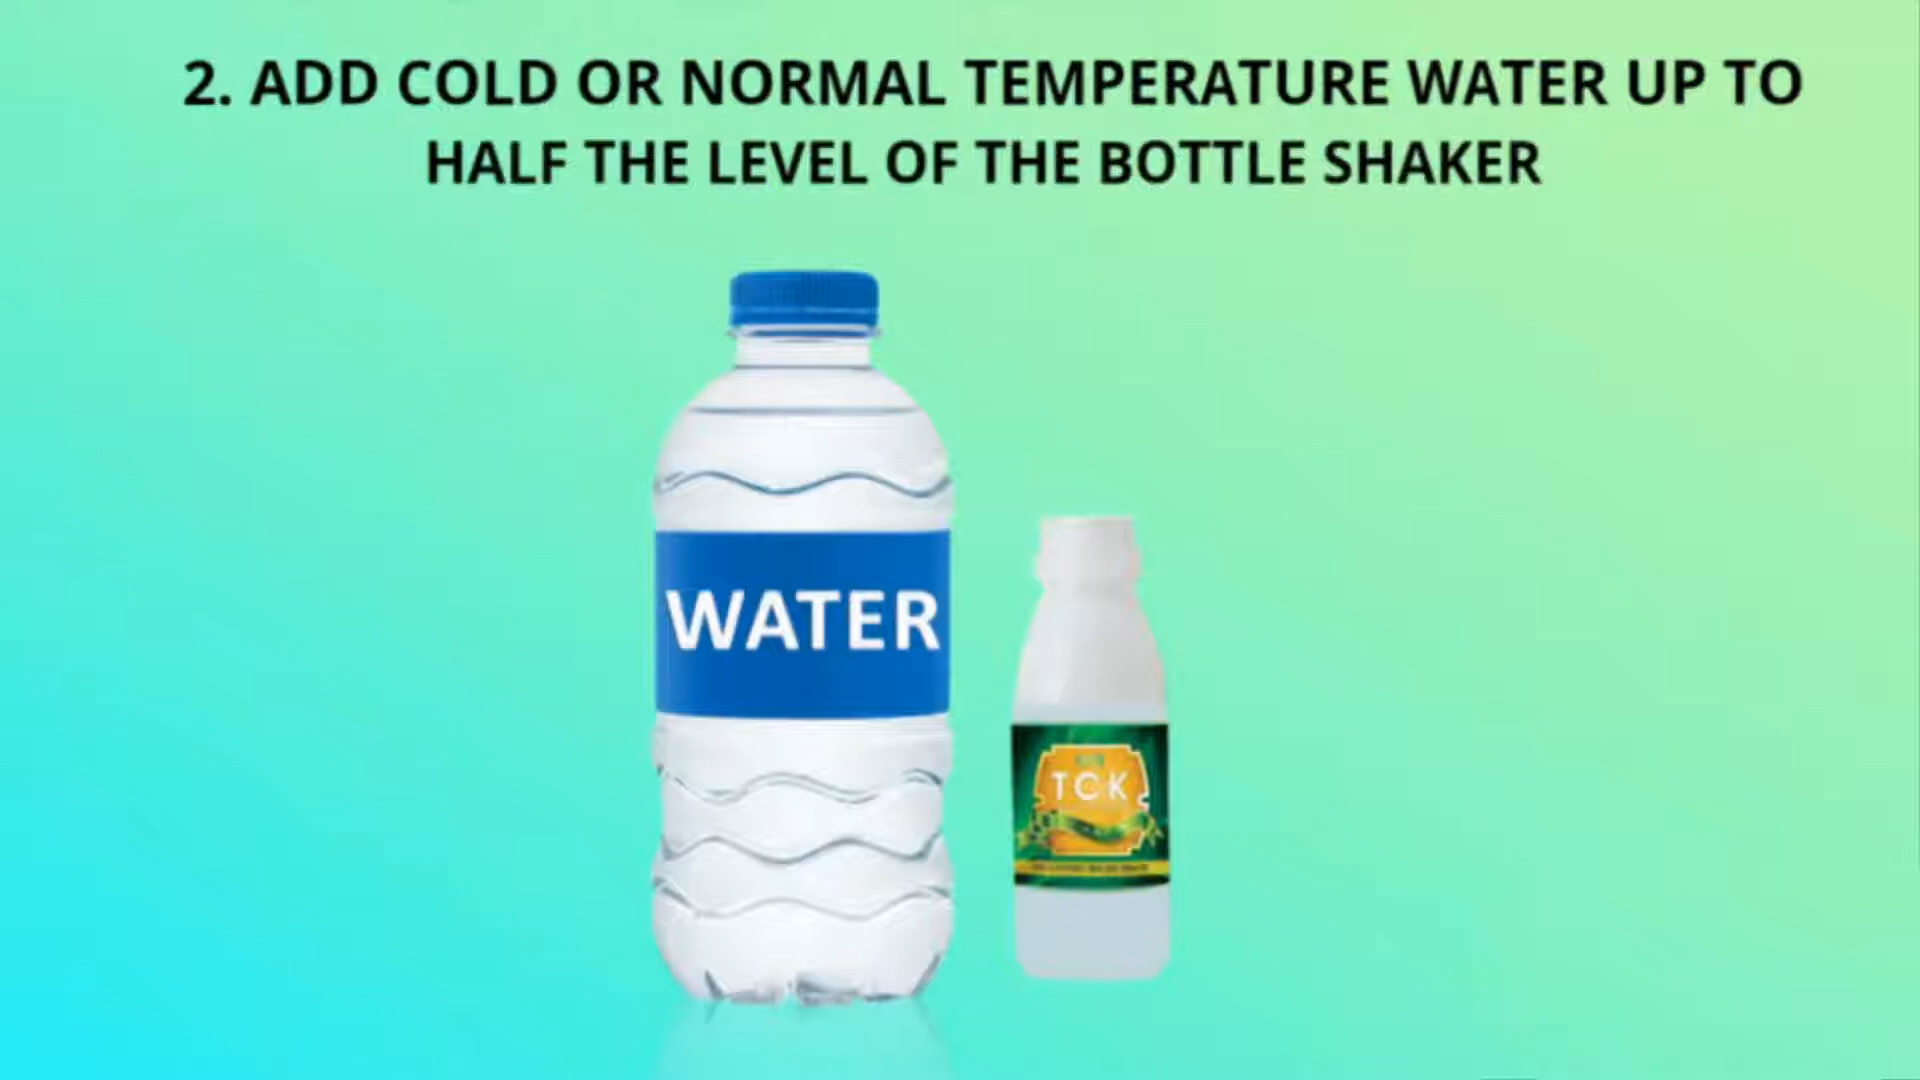 2. ADD COLD OR NORMAL TEMPERATURE WATER UP TO
HALF THE LEVEL OF THE BOTTLE SHAKER
WATER
TCK